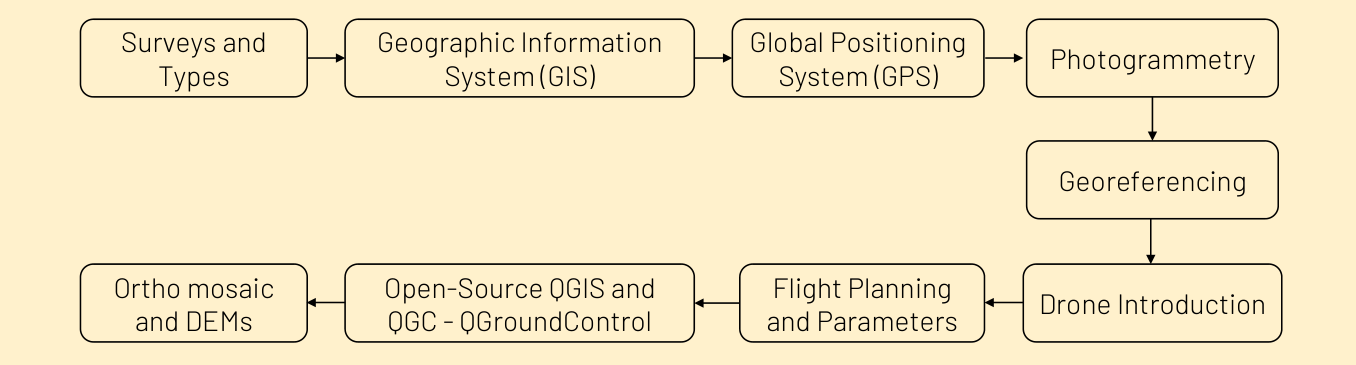 Surveys and
Types
Geographic Information
System (GIS)
Global Positioning
System (GPS)
Photogrammetry
Georeferencing
Drone Introduction
Flight Planning
and Parameters
Open-Source QGIS and
QGC - QGroundControl
Ortho mosaic
and DEMs